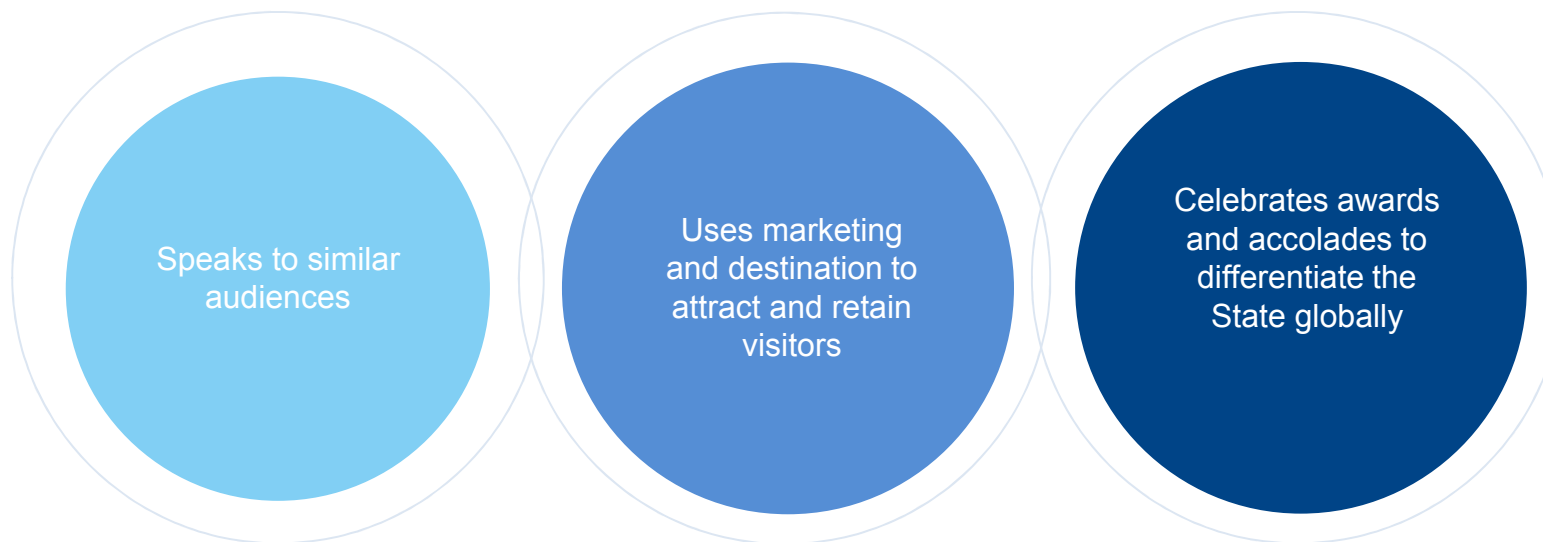 Speaks to similar
audiences
Uses marketing
and destination to
attract and retain
visitors
Celebrates awards
and accolades to
differentiate the
State globally